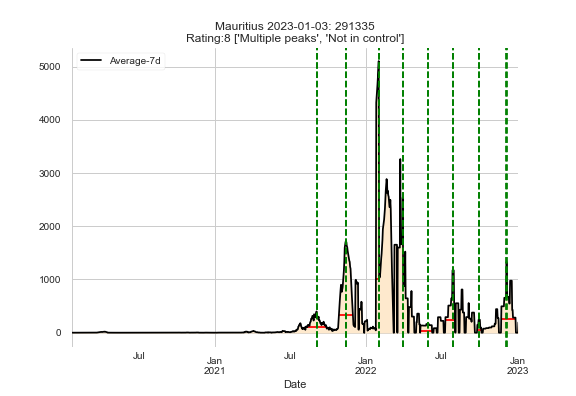 Mauritius 2023-01-03: 291335
Rating:8 ['Multiple peaks', 'Not in control']
Average-7d
5000
4000
3000
2000
1000
0
Jul
Jan
2021
Jul
Jan
2022
Jul
Jan
2023
Date